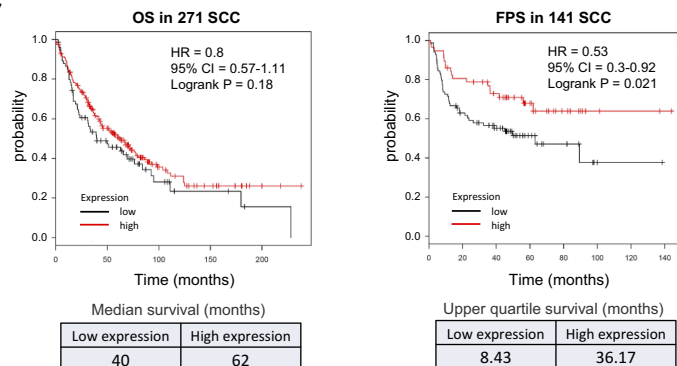 OS in 271 SCC
HR = 0.8
95% CI = 0.57-1.11
Logrank P = 0.18
probability
1.0
0.8
0.6
0.4
0.2
0.0
Expression
low
high
0 50 100 150 200
Time (months)
Median survival (months)
Low expression High expression
40 62
FPS in 141 SCC
HR = 0.53
95% CI = 0.3-0.92
Logrank P = 0.021
probability
1.0
0.8
0.6
0.4
0.2
0.0
Expression
low
high
0 20 40 60 80 100 120 140
Time (months)
Upper quartile survival (months)
Low expression High expression
8.43 36.17